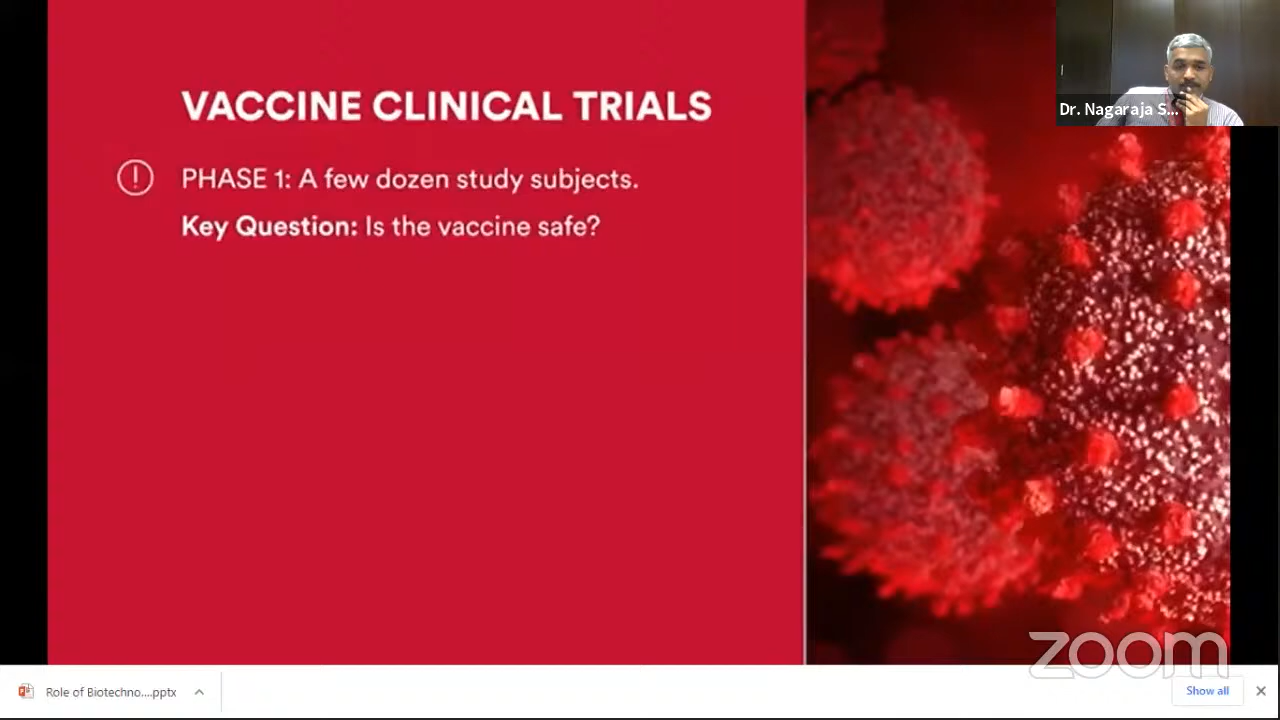 VACCINE CLINICAL TRIALS
PHASE 1: A few dozen study subjects.
Key Question: Is the vaccine safe?
Dr. Nagaraja S...
zoom
Role of Biotechno....pptx
Show all